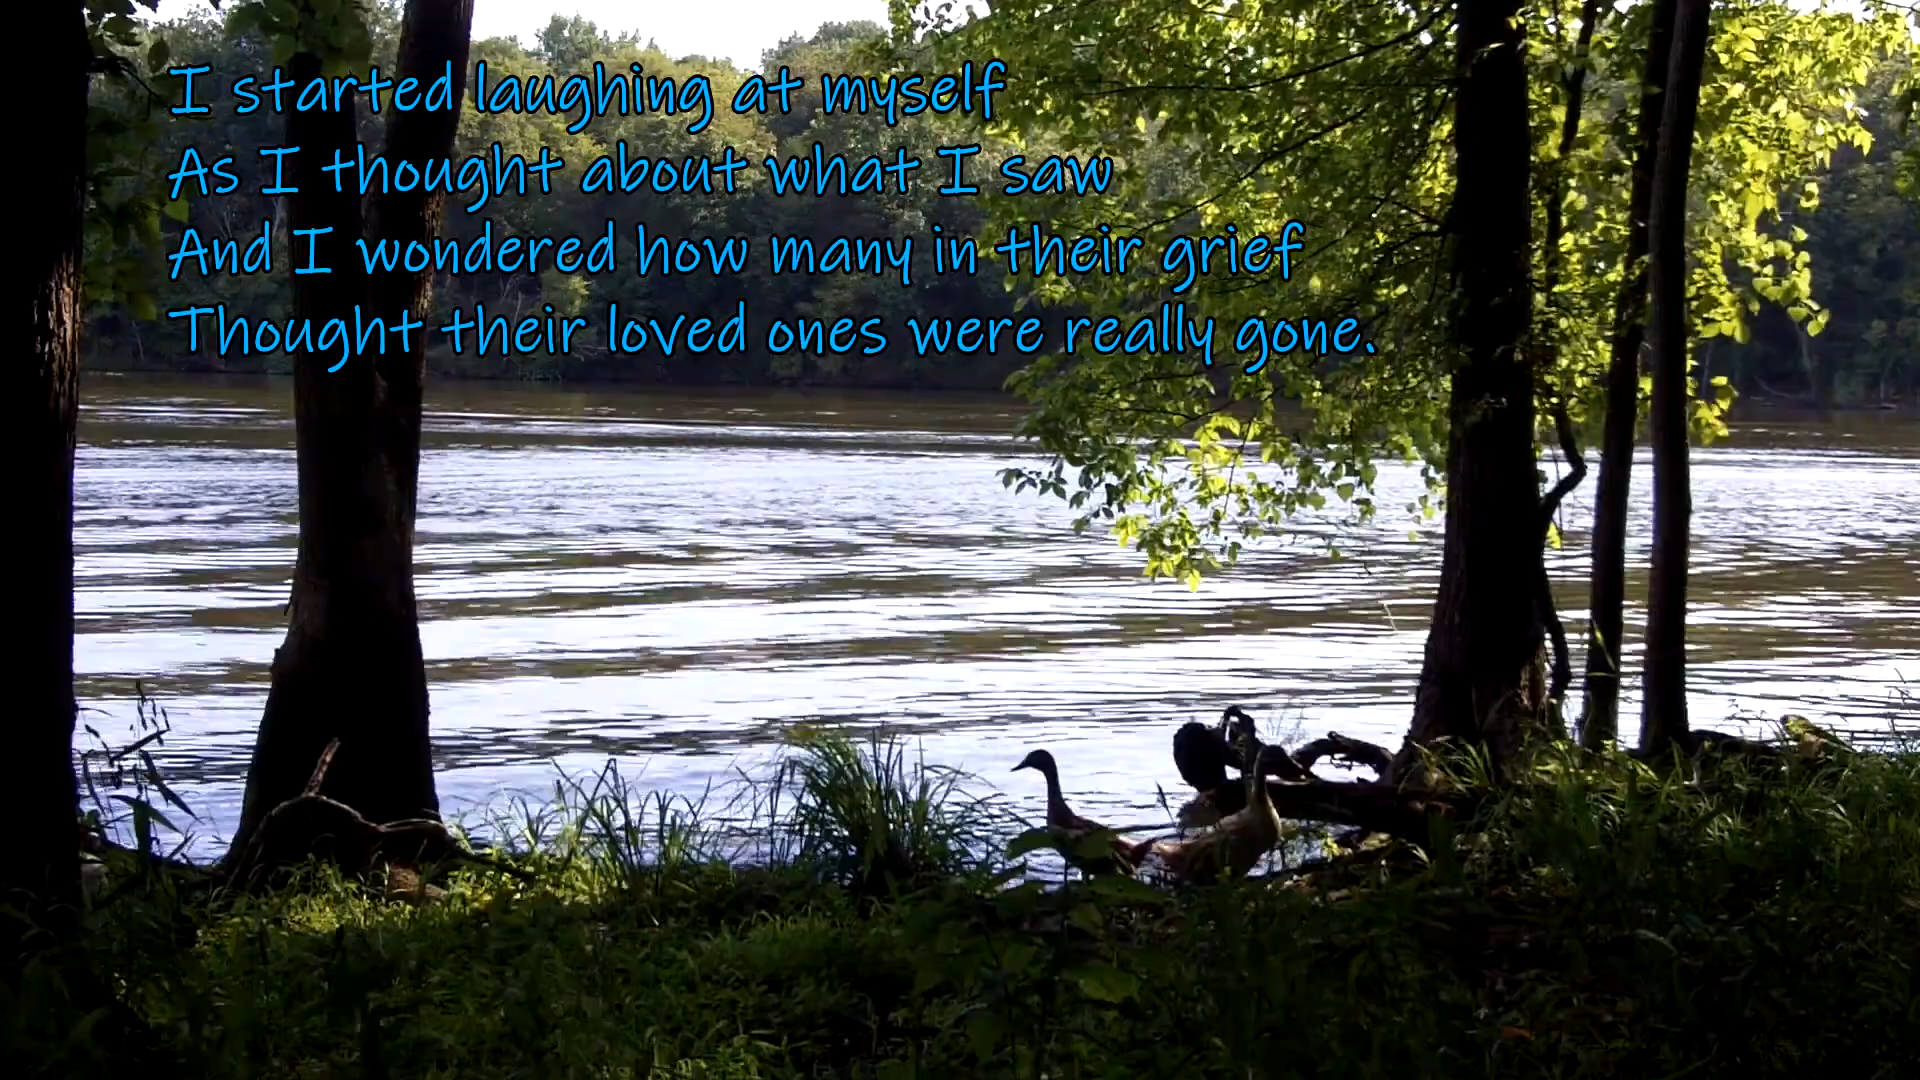 I started laughing at myself
As I thought about what I saw
And I wondered how many in their grief
Thought their loved ones were really gone.